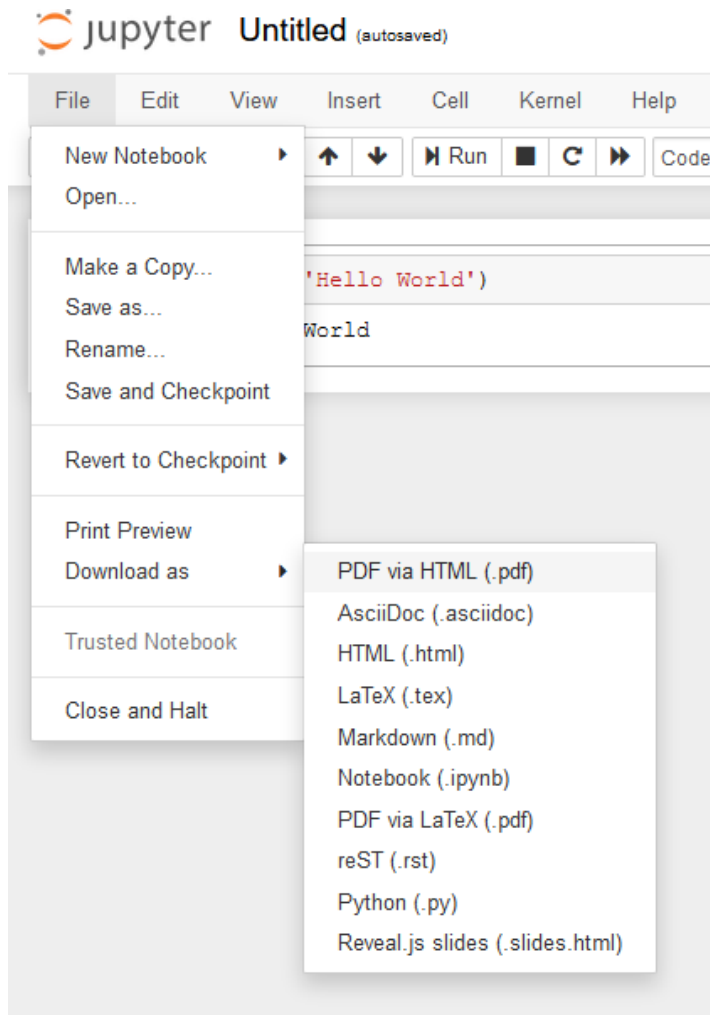 jupyter Untitled (autosaved)
File Edit View Insert Cell Kernel Help
Run Code
New Notebook
Open...
Make a Copy...
'Hello World')
Save as...
World
Rename...
Save and Checkpoint
Revert to Checkpoint
Print Preview
Download as
Trusted Notebook
Close and Halt
PDF via HTML (.pdf)
AsciiDoc (.asciidoc)
HTML (.html)
LaTeX (.tex)
Markdown (.md)
Notebook (.ipynb)
PDF via LaTeX (.pdf)
reST (.rst)
Python (.py)
Reveal.js slides (.slides.html)